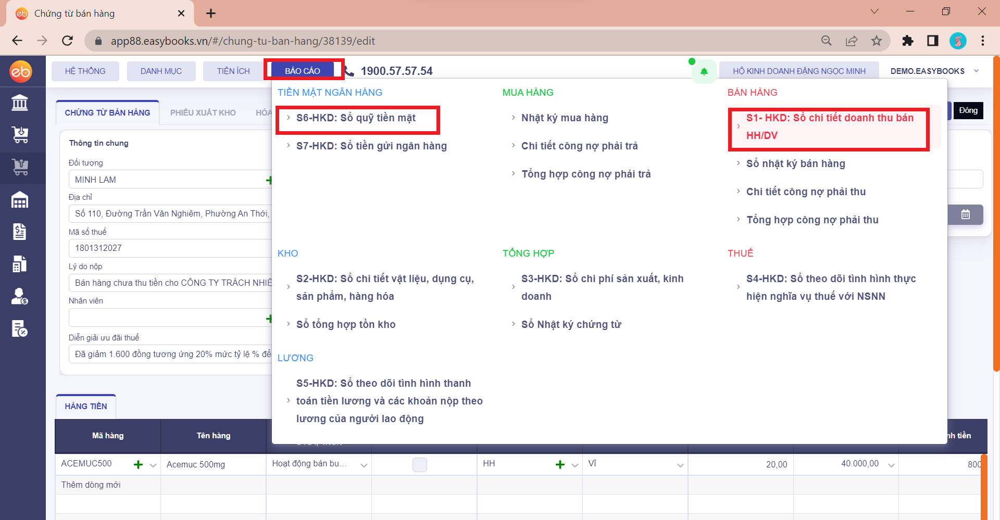 eb Chứng từ bán hàng
app88.easybooks.vn/#/chung-tu-ban-hang/38139/edit
eb
HỆ THỐNG
DANH MỤC
TIỆN ÍCH
BÁO CÁO
1900.57.57.54
HỘ KINH DOANH ĐẶNG NGỌC MINH
DEMO.EASYBOOKS
CHỨNG TỪ BÁN HÀNG
PHIẾU XUẤT KHO
HÓA
Đóng
Thông tin chung
Đối tượng
MINH LAM
Địa chỉ
Số 110, Đường Trần Văn Nghiêm, Phường An Thới,
Mã số thuế
1801312027
Lý do nộp
Bán hàng chưa thu tiền cho CÔNG TY TRÁCH NHIỆ
Nhân viên
Diễn giải ưu đãi thuế
Đã giảm 1.600 đồng tương ứng 20% mức tỷ lệ % để
TIỀN MẶT NGÂN HÀNG
S6-HKD: Sổ quỹ tiền mặt
S7-HKD: Sổ tiền gửi ngân hàng
MUA HÀNG
Nhật ký mua hàng
Chi tiết công nợ phải trả
Tổng hợp công nợ phải trả
BÁN HÀNG
S1- HKD: Sổ chi tiết doanh thu bán
HH/DV
Sổ nhật ký bán hàng
Chi tiết công nợ phải thu
Tổng hợp công nợ phải thu
KHO
S2-HKD: Sổ chi tiết vật liệu, dụng cụ,
sản phẩm, hàng hóa
Sổ tổng hợp tồn kho
TỔNG HỢP
S3-HKD: Sổ chi phí sản xuất, kinh
doanh
Sổ Nhật ký chứng từ
THUẾ
S4-HKD: Sổ theo dõi tình hình thực
hiện nghĩa vụ thuế với NSNN
LƯƠNG
S5-HKD: Sổ theo dõi tình hình thanh
toán tiền lương và các khoản nộp theo
lương của người lao động
HÀNG TIỀN
Mã hàng
Tên hàng
nh tiền
ACEMUC500
Acemuc 500mg
Hoạt động bán bu...
HH
Vỉ
20,00
40.000,00
800
Thêm dòng mới